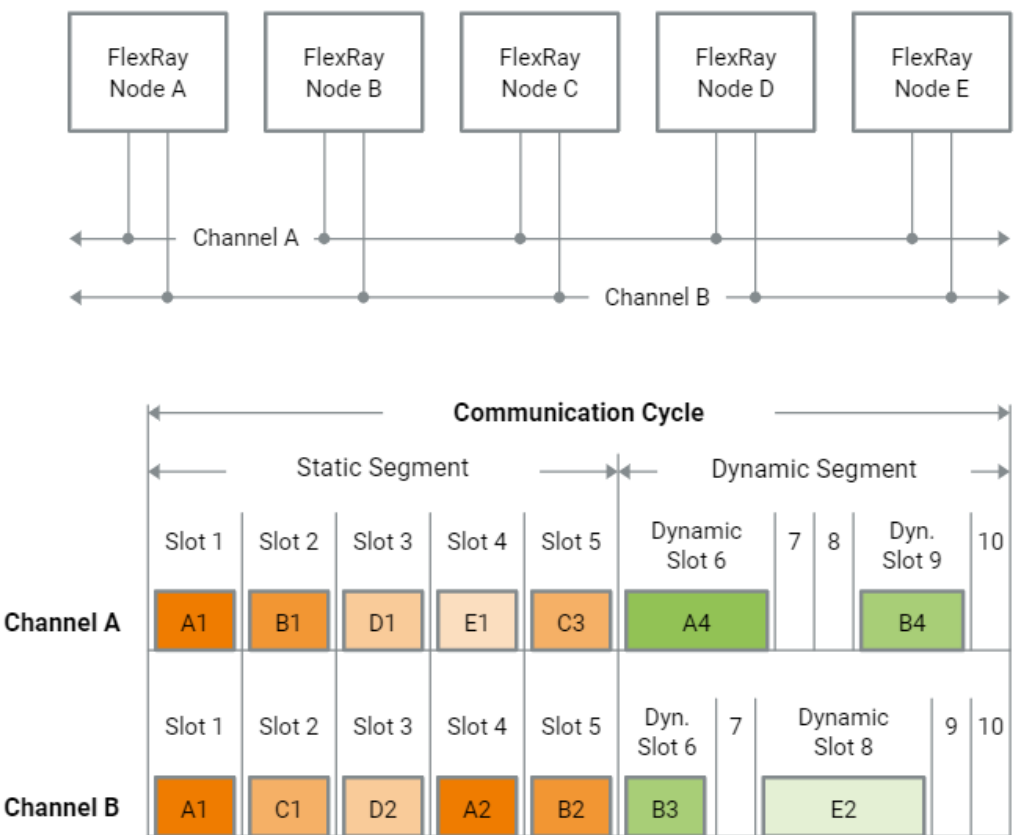 FlexRay
Node A
FlexRay
Node B
FlexRay
Node C
FlexRay
Node D
FlexRay
Node E
Channel A
Channel B
Communication Cycle
Static Segment
Dynamic Segment
Slot 1
Slot 2
Slot 3
Slot 4
Slot 5
Dynamic
Slot 6
7
8
Dyn.
Slot 9
10
Channel A
A1
B1
D1
E1
C3
A4
B4
Slot 1
Slot 2
Slot 3
Slot 4
Slot 5
Dyn.
Slot 6
7
Dynamic
Slot 8
9
10
Channel B
A1
C1
D2
A2
B2
B3
E2